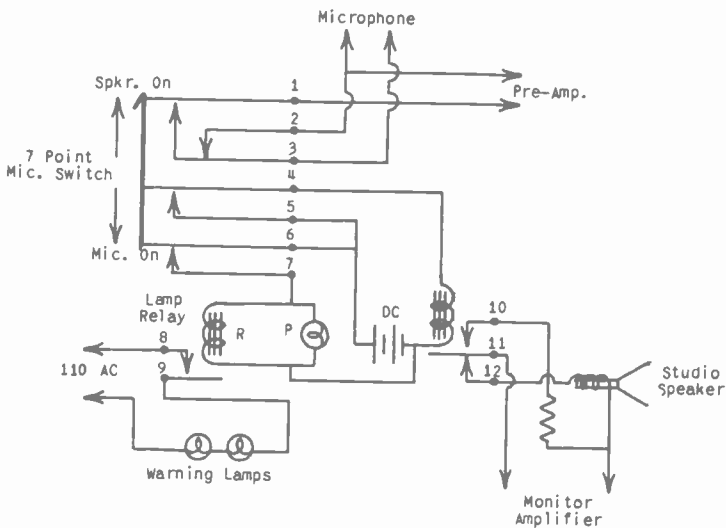 Microphone
Spkr. On
1
Pre-Amp.
2
3
7 Point
Mic. Switch
4
5
6
Mic. On
7
Lamp
Relay
R
P
DC
8
9
110 AC
10
11
12
Studio
Speaker
Warning Lamps
Monitor
Amplifier